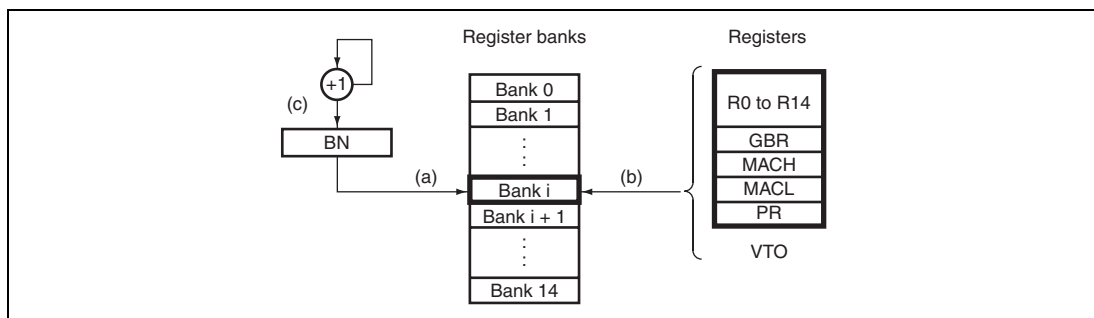 Register banks
Registers
+1
(c)
BN
(a)
Bank 0
Bank 1
⋮
Bank i
Bank i + 1
⋮
Bank 14
(b)
R0 to R14
GBR
MACH
MACL
PR
VTO